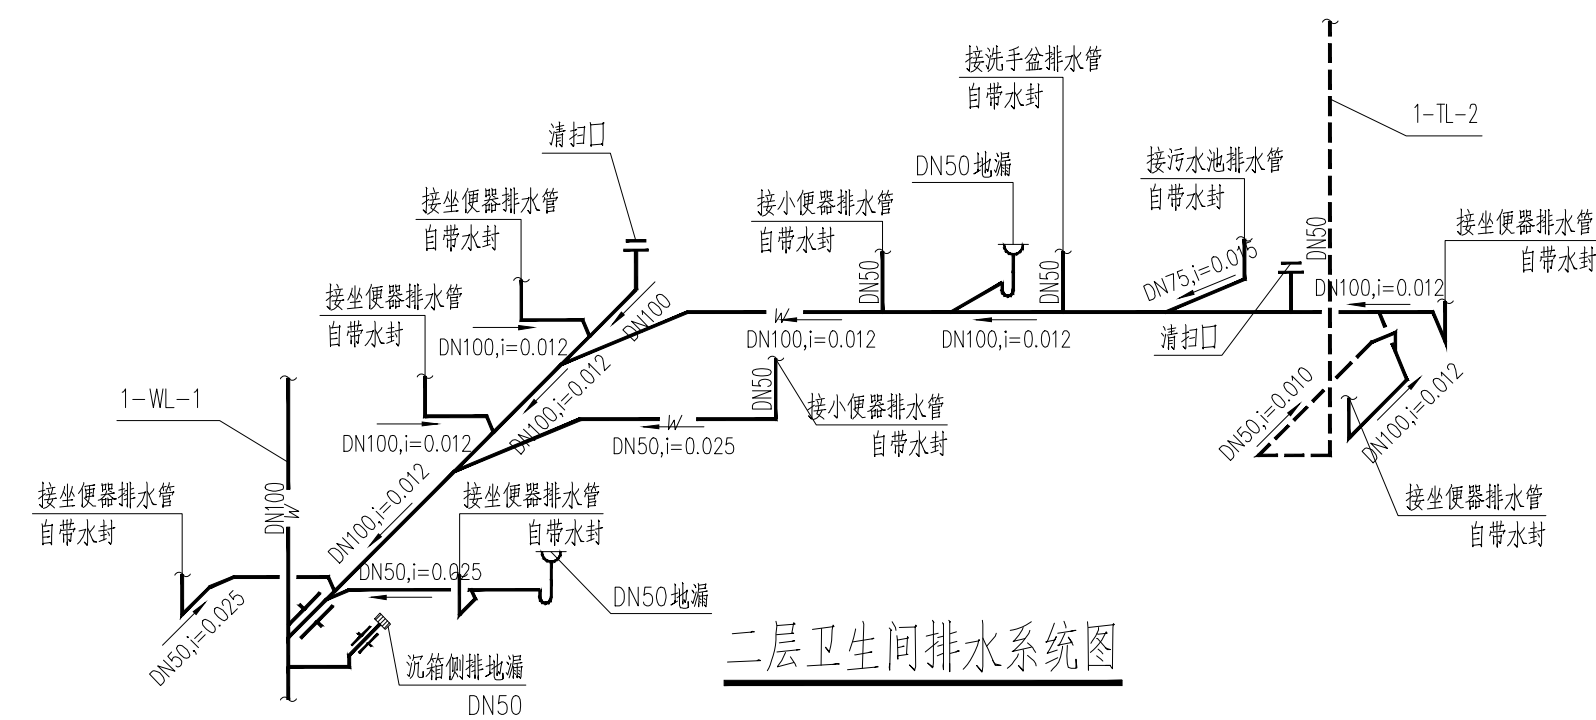 接洗手盆排水管
自带水封
1-TL-2
清扫口
DN50地漏
接污水池排水管
自带水封
接坐便器排水管
自带水封
接小便器排水管
自带水封
接坐便器排水管
自带水封
DN50
DN50
DN50
DN75,i=0.015
DN100,i=0.012
接坐便器排水管
自带水封
DN100
W
DN100,i=0.012
DN100,i=0.012
DN100,i=0.012
清扫口
DN100,i=0.012
DN50
1-WL-1
接小便器排水管
自带水封
W
DN50,i=0.025
DN100,i=0.012
DN50,i=0.010
DN100,i=0.012
接坐便器排水管
自带水封
DN100
W
DN100,i=0.012
接坐便器排水管
自带水封
接坐便器排水管
自带水封
DN50,i=0.025
DN50,i=0.025
DN50地漏
二层卫生间排水系统图
沉箱侧排地漏
DN50